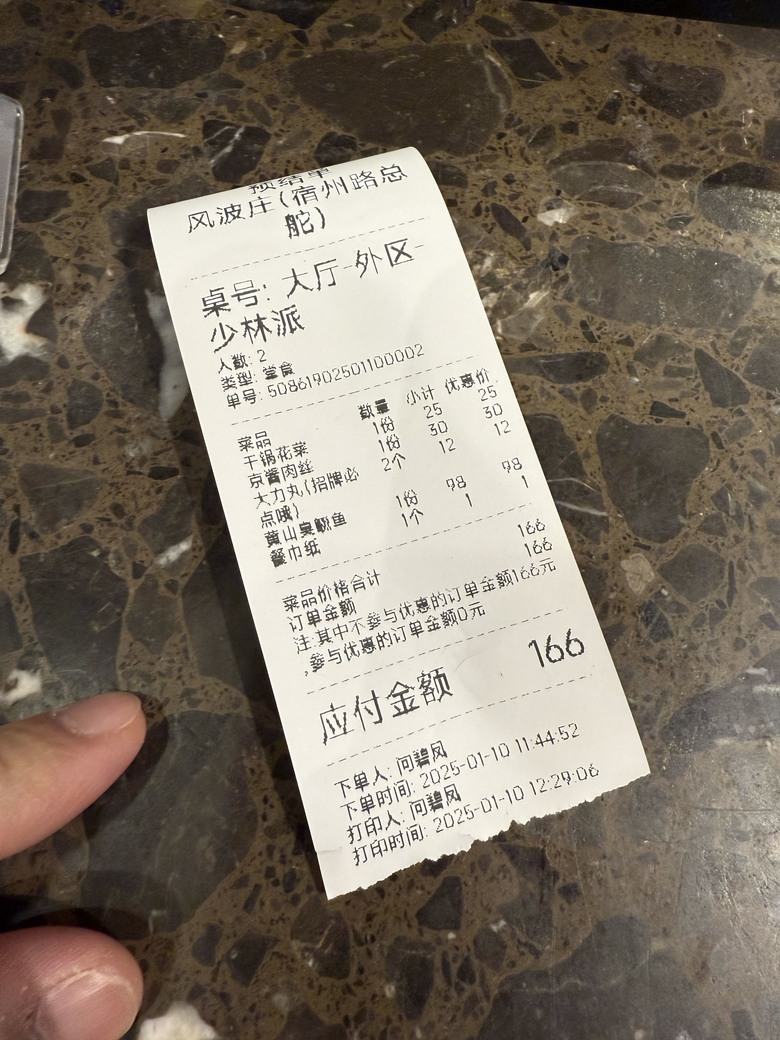 预结单
风波庄(宿州路总
舵)
桌号: 大厅-外区-
少林派
人数: 2
类型: 堂食
单号: 50861902501100002
菜品 数量 小计 优惠价
干锅花菜 1份 25 25
京酱肉丝 1份 30 30
大力丸(招牌必 2个 12 12
点哦)
黄山臭鳜鱼 1份 98 98
餐巾纸 1个 1 1
菜品价格合计 166
订单金额 166
注:其中不参与优惠的订单金额166元
,参与优惠的订单金额0元
应付金额 166
下单人: 问碧凤
下单时间: 2025-01-10 11:44:52
打印人: 问碧凤
打印时间: 2025-01-10 12:29:06